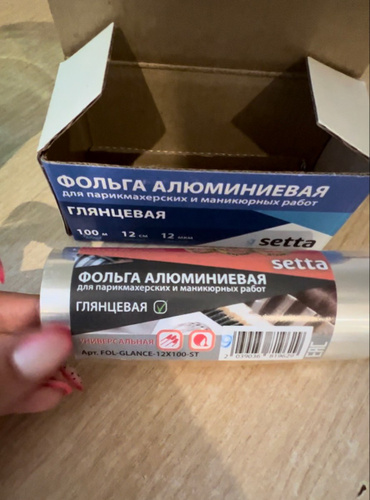 ФОЛЬГА АЛЮМИНИЕВАЯ
для парикмахерских и маникюрных работ
ГЛЯНЦЕВАЯ
100 м 12 см 12 мкм
setta
setta
ФОЛЬГА АЛЮМИНИЕВАЯ
для парикмахерских и маникюрных работ
ГЛЯНЦЕВАЯ
УНИВЕРСАЛЬНАЯ
Арт. FOL-GLANCE-12X100-ST
EAC